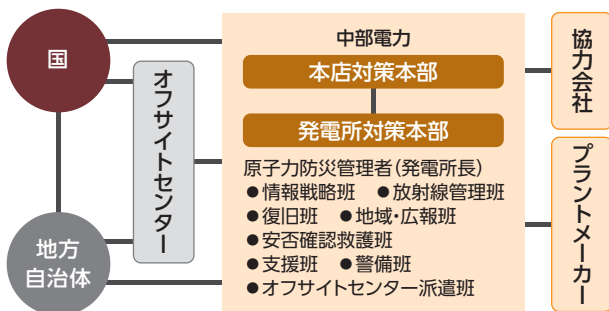 国
地方
自治体
オフサイトセンター
中部電力
本店対策本部
発電所対策本部
原子力防災管理者(発電所長)
●情報戦略班 ●放射線管理班
●復旧班 ●地域・広報班
●安否確認救護班
●支援班 ●警備班
●オフサイトセンター派遣班
協力会社
プラントメーカー